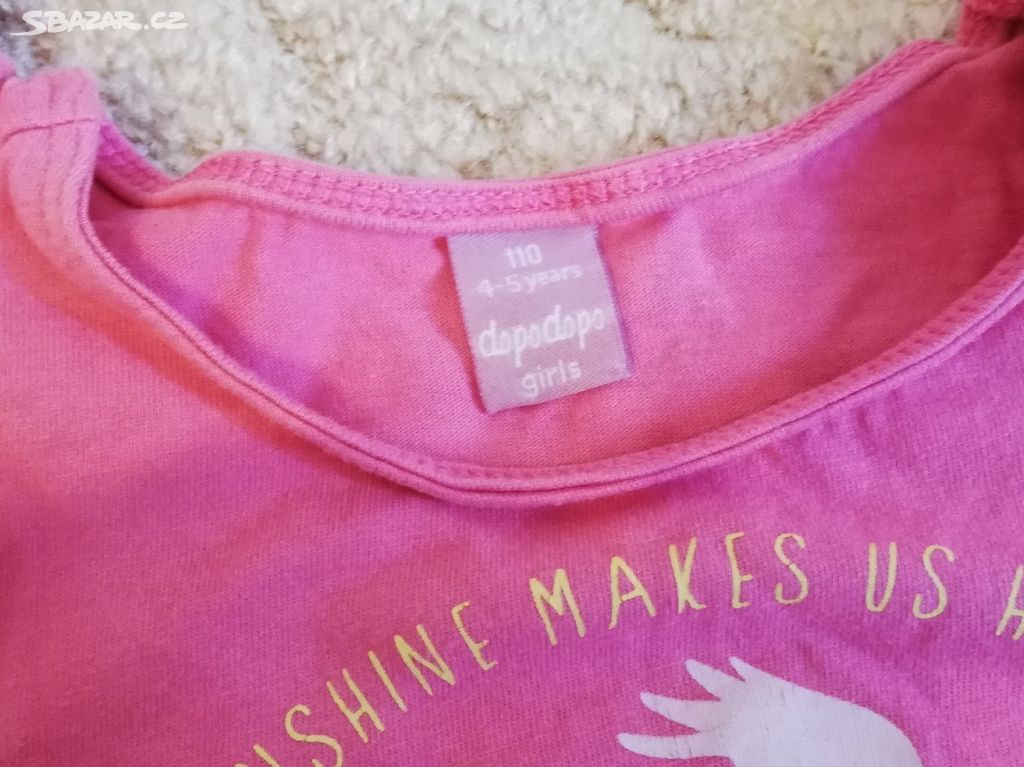 SBAZAR.CZ
110
4-5 years
dopodopo
girls
MAKES US